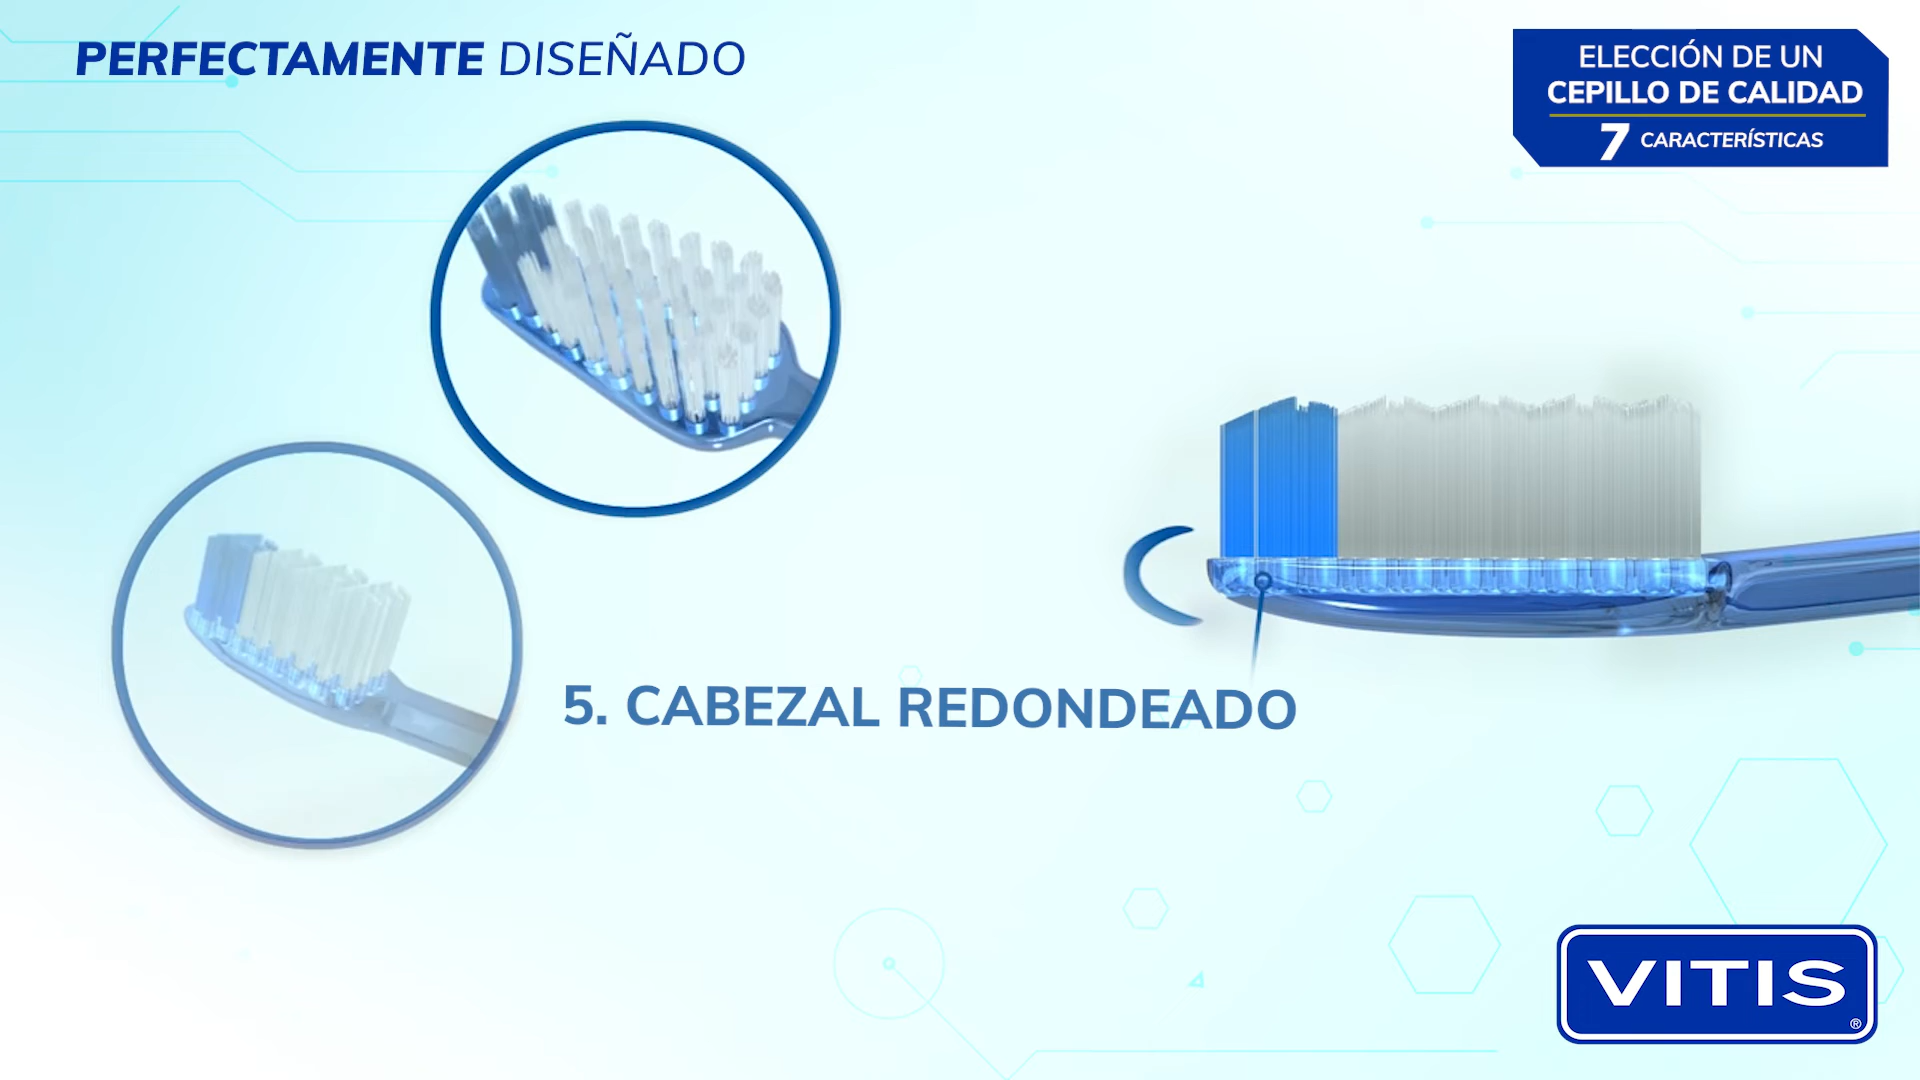 PERFECTAMENTE DISEÑADO
ELECCIÓN DE UN
CEPILLO DE CALIDAD
7 CARACTERÍSTICAS
5. CABEZAL REDONDEADO
VITIS
®